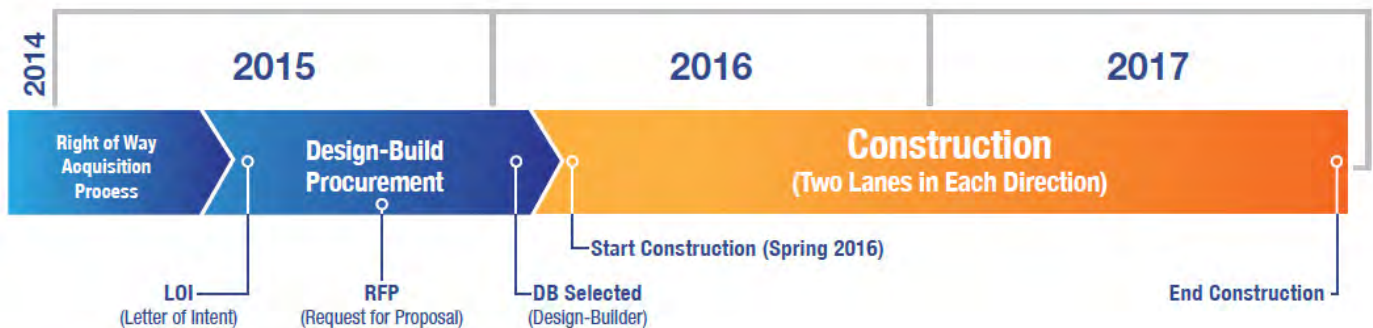 2014
2015
2016
2017
Right of Way
Acquisition
Process
Design-Build
Procurement
Construction
(Two Lanes in Each Direction)
Start Construction (Spring 2016)
LOI
(Letter of Intent)
RFP
(Request for Proposal)
DB Selected
(Design-Builder)
End Construction